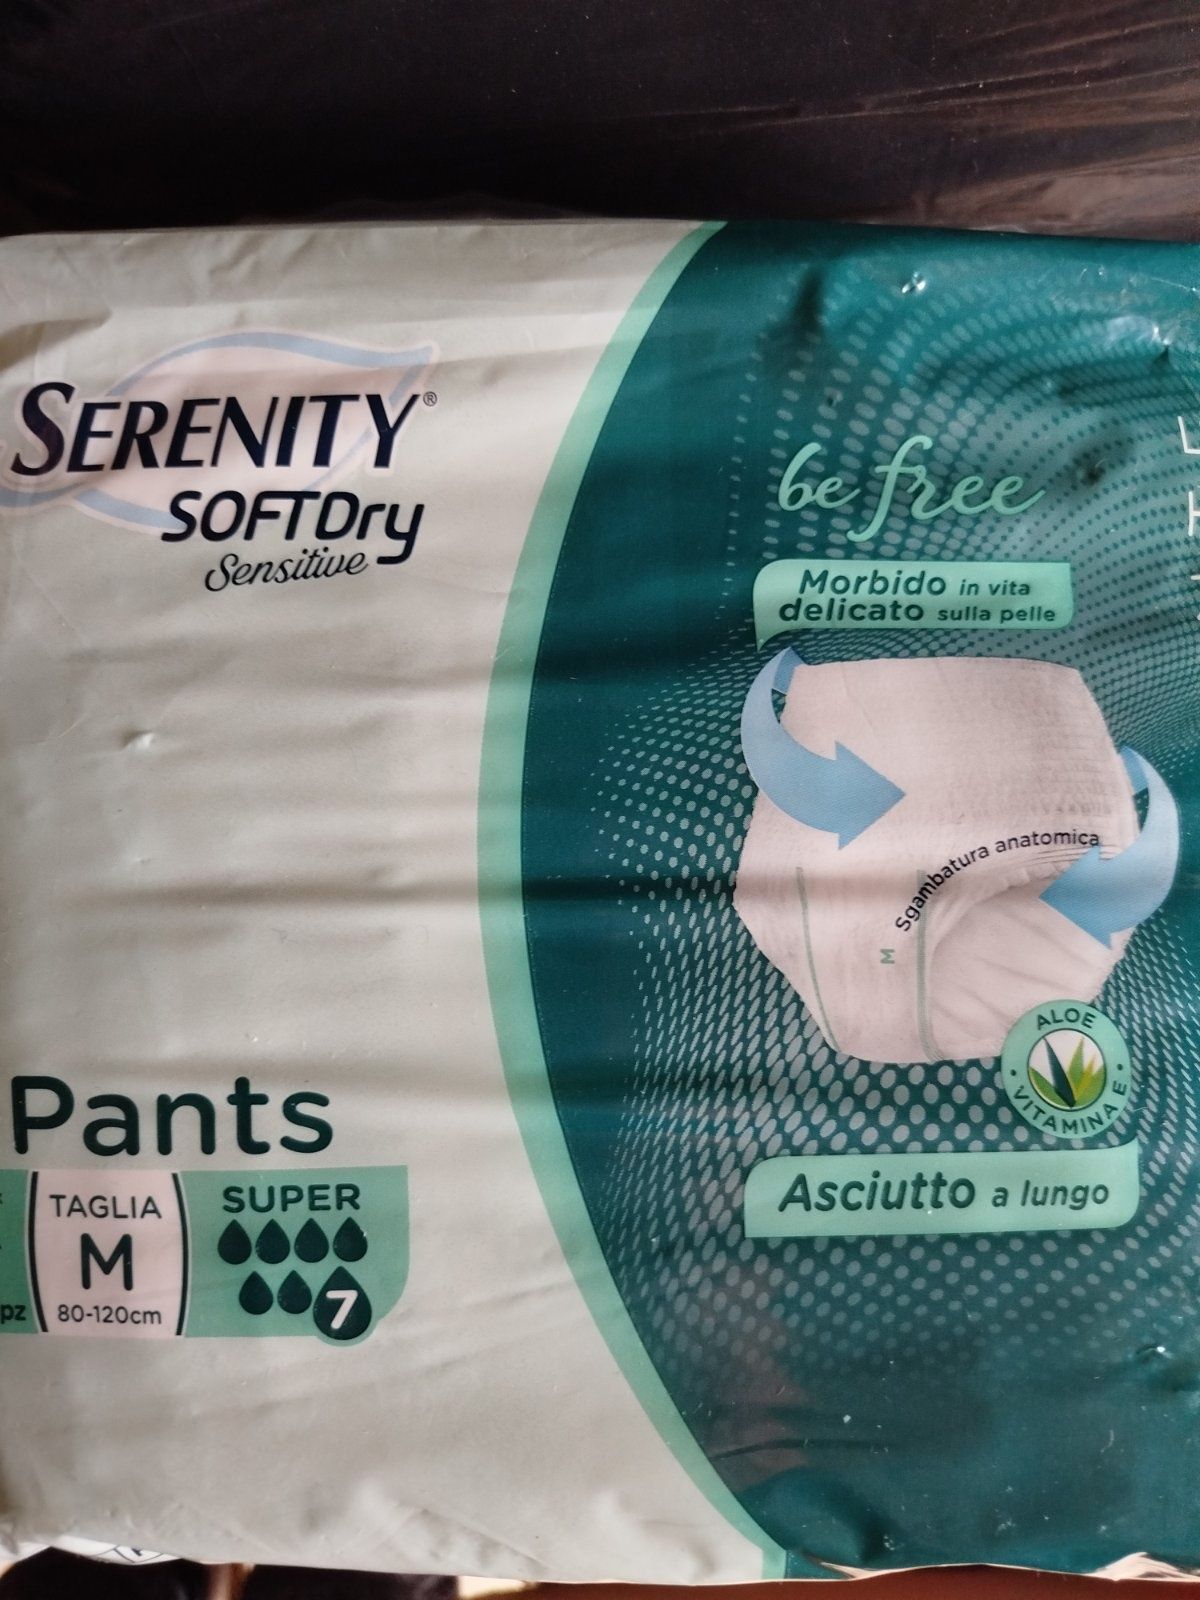 SERENITY®
SOFTDry
Sensitive
be free
Morbido in vita
delicato sulla pelle
Sgambatura anatomica
M
ALOE
VITAMINA E
Asciutto a lungo
Pants
TAGLIA
M
80-120cm
pz
SUPER
7